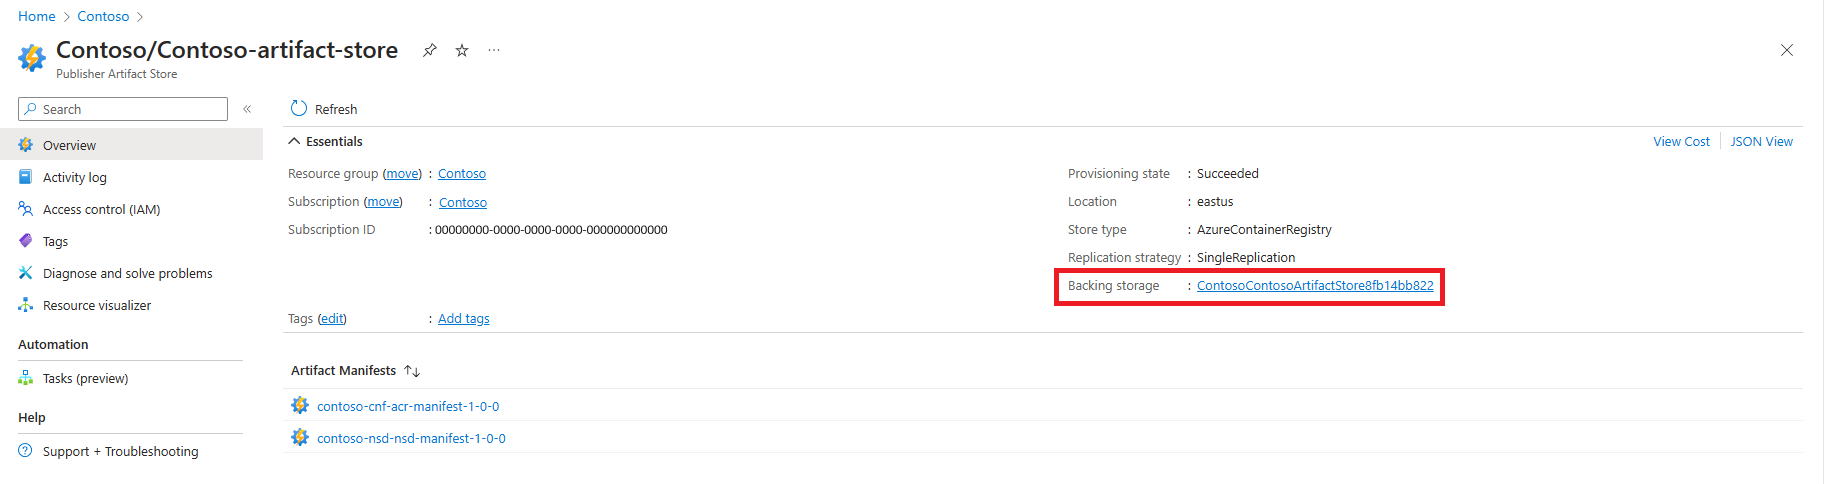 Home > Contoso >
Contoso/Contoso-artifact-store ...
Publisher Artifact Store
Search «
Overview
Activity log
Access control (IAM)
Tags
Diagnose and solve problems
Resource visualizer
Automation
Tasks (preview)
Help
Support + Troubleshooting
Refresh
Essentials
View Cost | JSON View
Resource group (move) : Contoso
Subscription (move) : Contoso
Subscription ID : 00000000-0000-0000-0000-000000000000
Provisioning state : Succeeded
Location : eastus
Store type : AzureContainerRegistry
Replication strategy : SingleReplication
Backing storage : ContosoContosoArtifactStore8fb14bb822
Tags (edit) : Add tags
Artifact Manifests ↑↓
contoso-cnf-acr-manifest-1-0-0
contoso-nsd-nsd-manifest-1-0-0